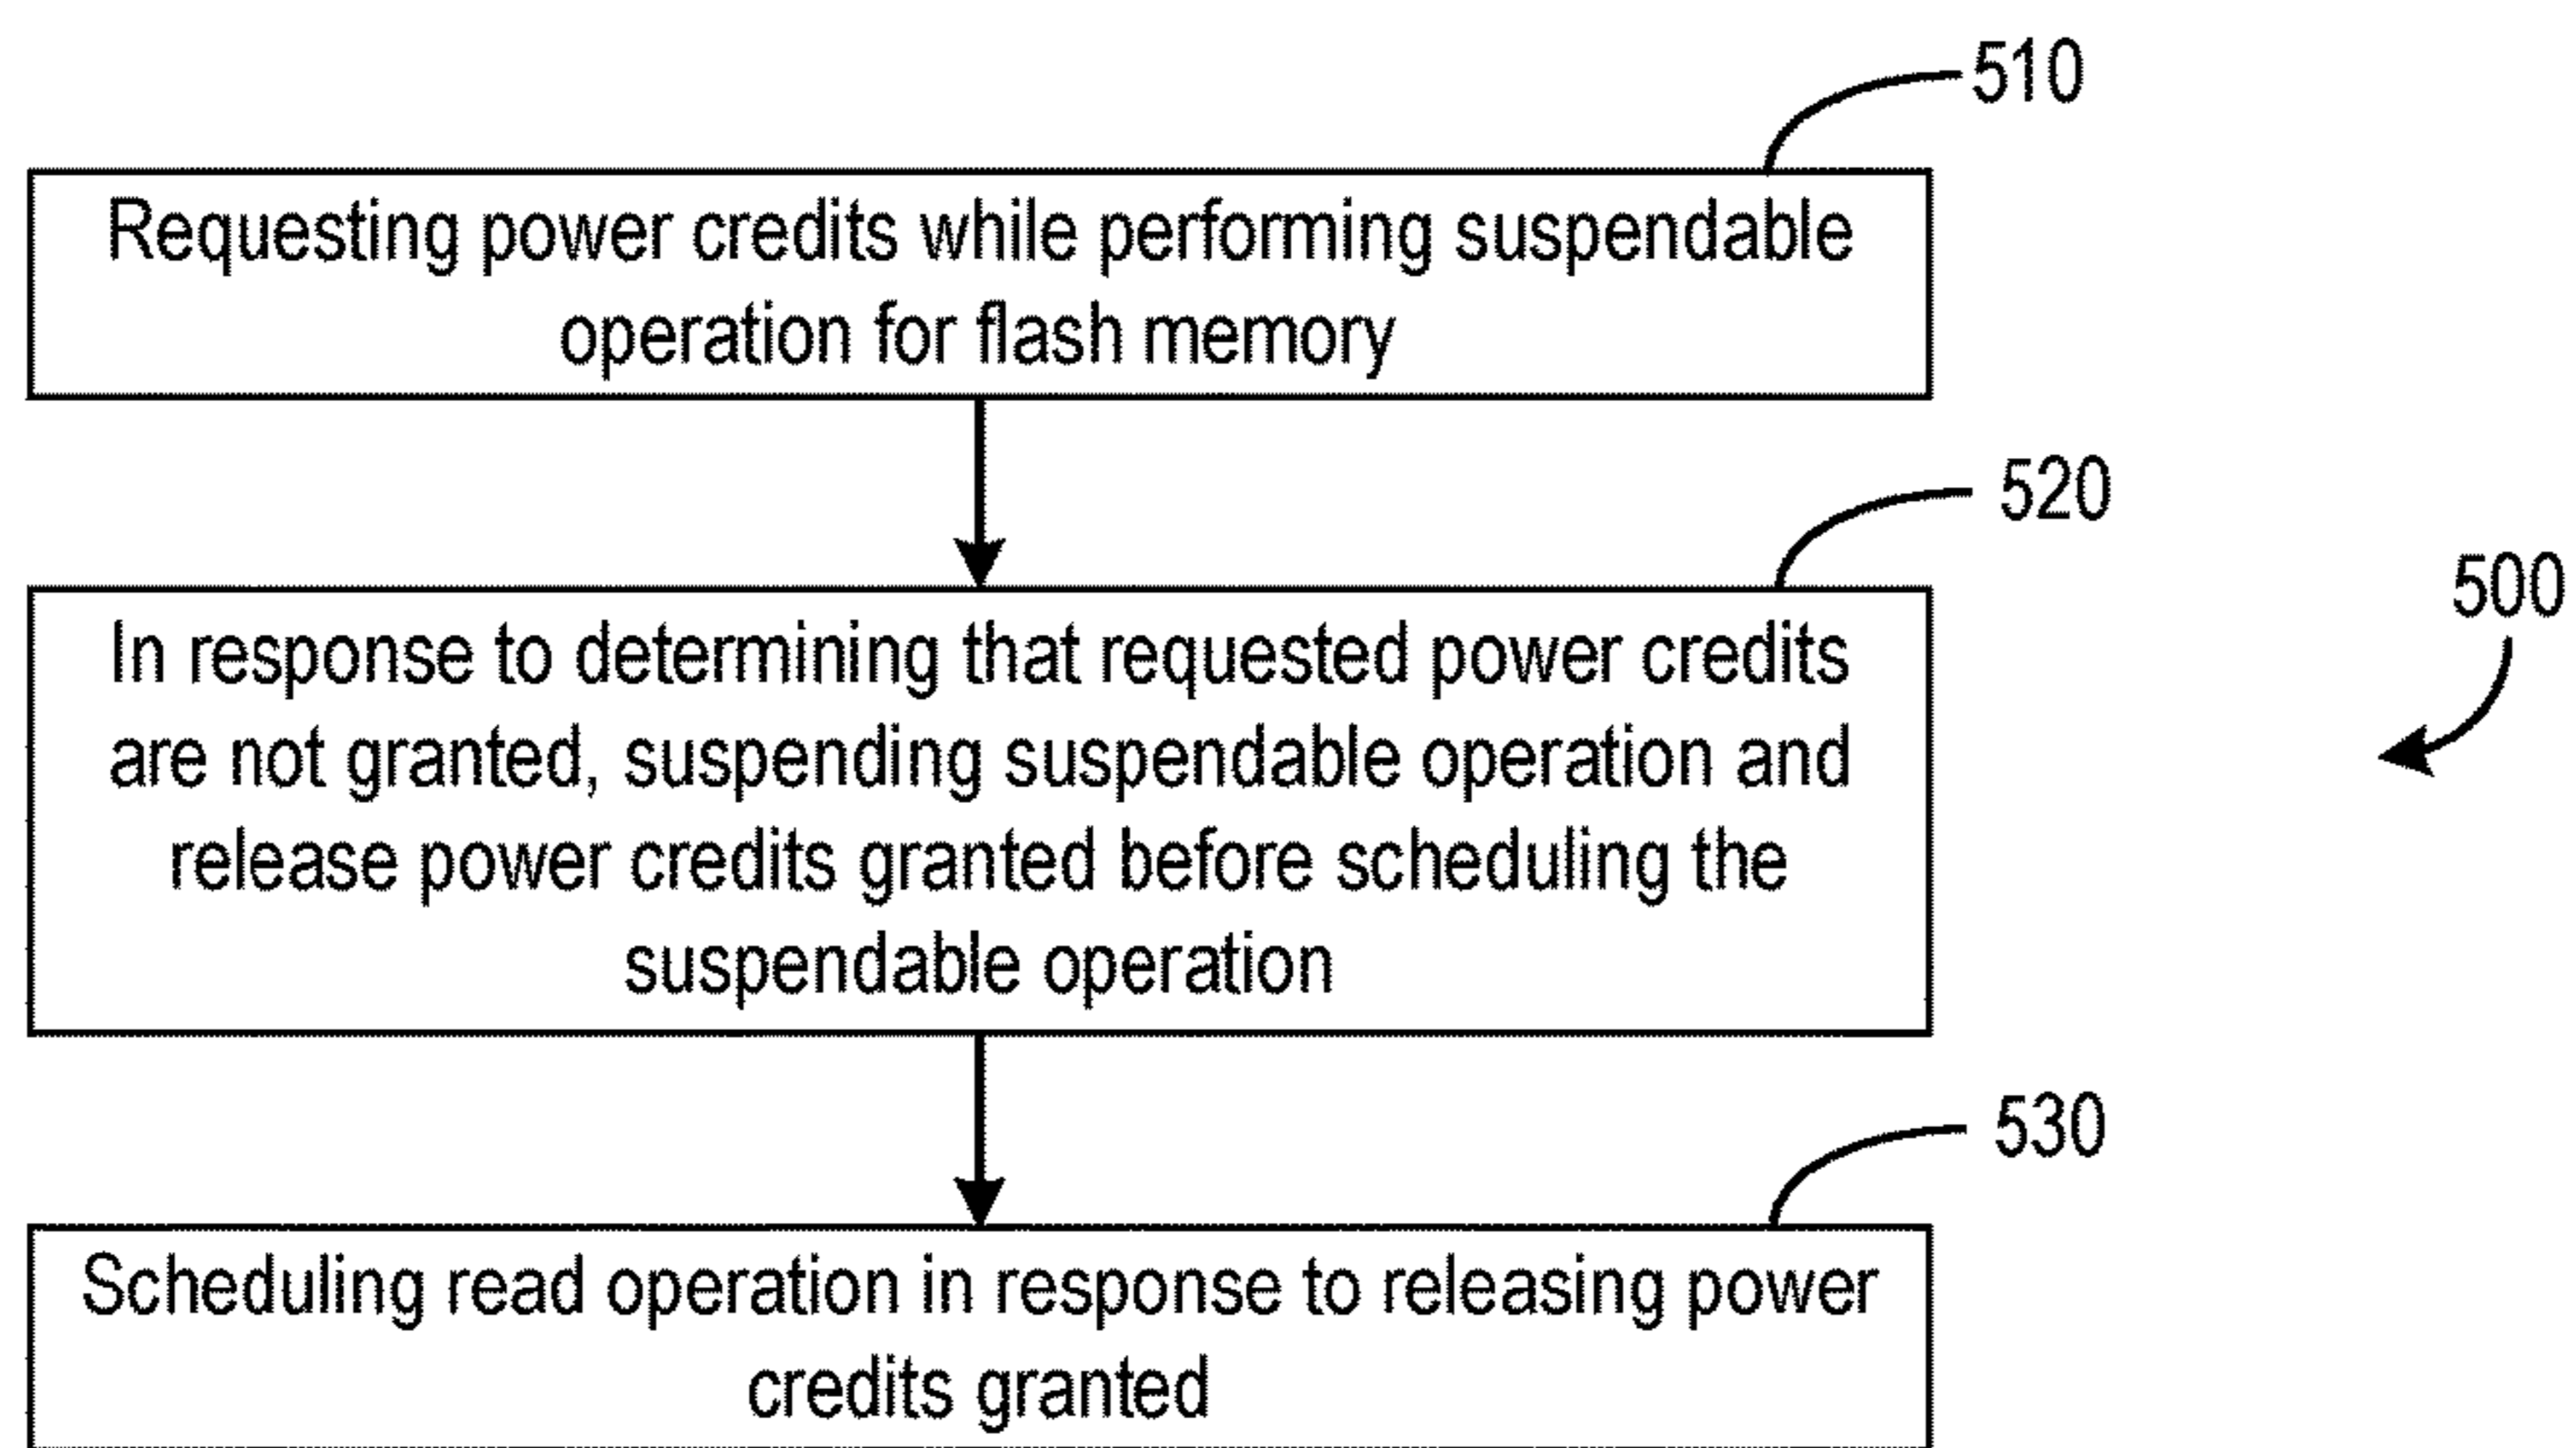 510
Requesting power credits while performing suspendable
operation for flash memory
520
500
In response to determining that requested power credits
are not granted, suspending suspendable operation and
release power credits granted before scheduling the
suspendable operation
530
Scheduling read operation in response to releasing power
credits granted